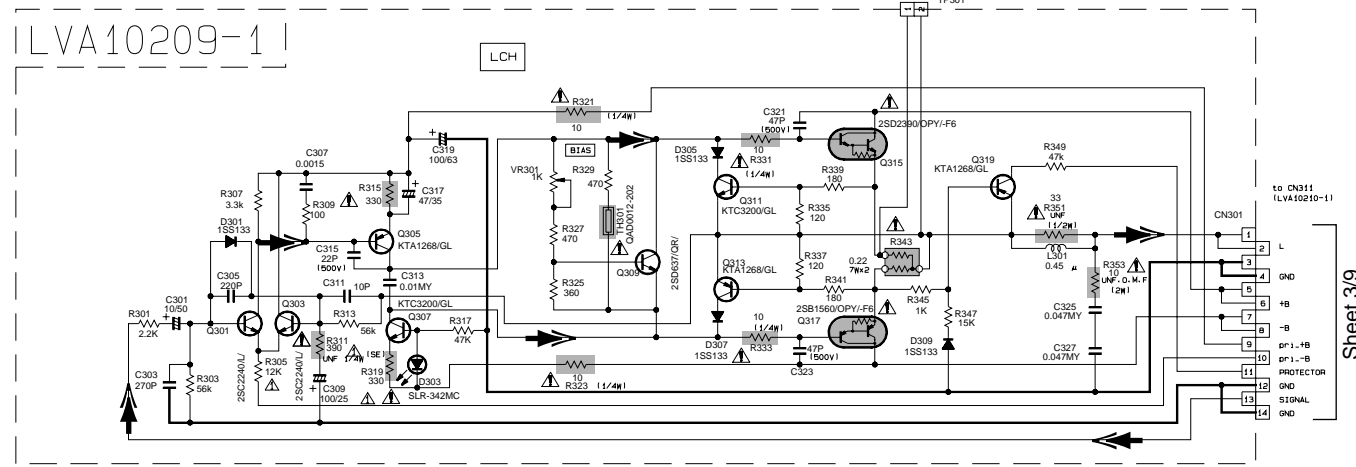 TP301
1 2
LVA10209-1
LCH
R321
(1/4W)
10
C321
47P
(500V)
2SD2390/OPY/-F6
Q315
C319
100/63
C307
0.0015
R307
3.3k
R309
100
R315
330
C317
47/35
D301
1SS133
Q305
KTA1268/GL
C315
22P
(500V)
C305
220P
C311
10P
C313
0.01MY
KTC3200/GL
C301
10/50
R301
2.2K
Q301
Q303
R313
56k
Q307
R317
47K
C303
270P
R303
56k
2SC2240/L/
R305
12K
2SC2240/L/
R311
390
UNF 1/4W (SE)
C309
100/25
R319
330
D303
SLR-342MC
BIAS
VR301
1K
R329
470
TH301
QAD0012-202
R327
470
R325
360
Q309
2SD637/QR/
D305
1SS133
10
R331
(1/4W)
Q311
KTC3200/GL
R339
180
R335
120
R337
120
Q313
KTA1268/GL
R341
180
2SB1560/OPY/-F6
Q317
10
(1/4W)
R333
D307
1SS133
47P
(500V)
C323
10
R323 (1/4W)
R343
0.22
7W×2
R345
1K
R347
15K
D309
1SS133
Q319
KTA1268/GL
R349
47k
33
R351
UNF
(1/2W)
L301
0.45 μ
R353
10
UNF.O.M.F
(2W)
C325
0.047MY
C327
0.047MY
to CN311
(LVA10210-1)
CN301
1
2 L
3
4 GND
5
6 +B
7
8 -B
9 pri.+B
10 pri.-B
11 PROTECTOR
12 GND
13 SIGNAL
14 GND
Sheet 3/9